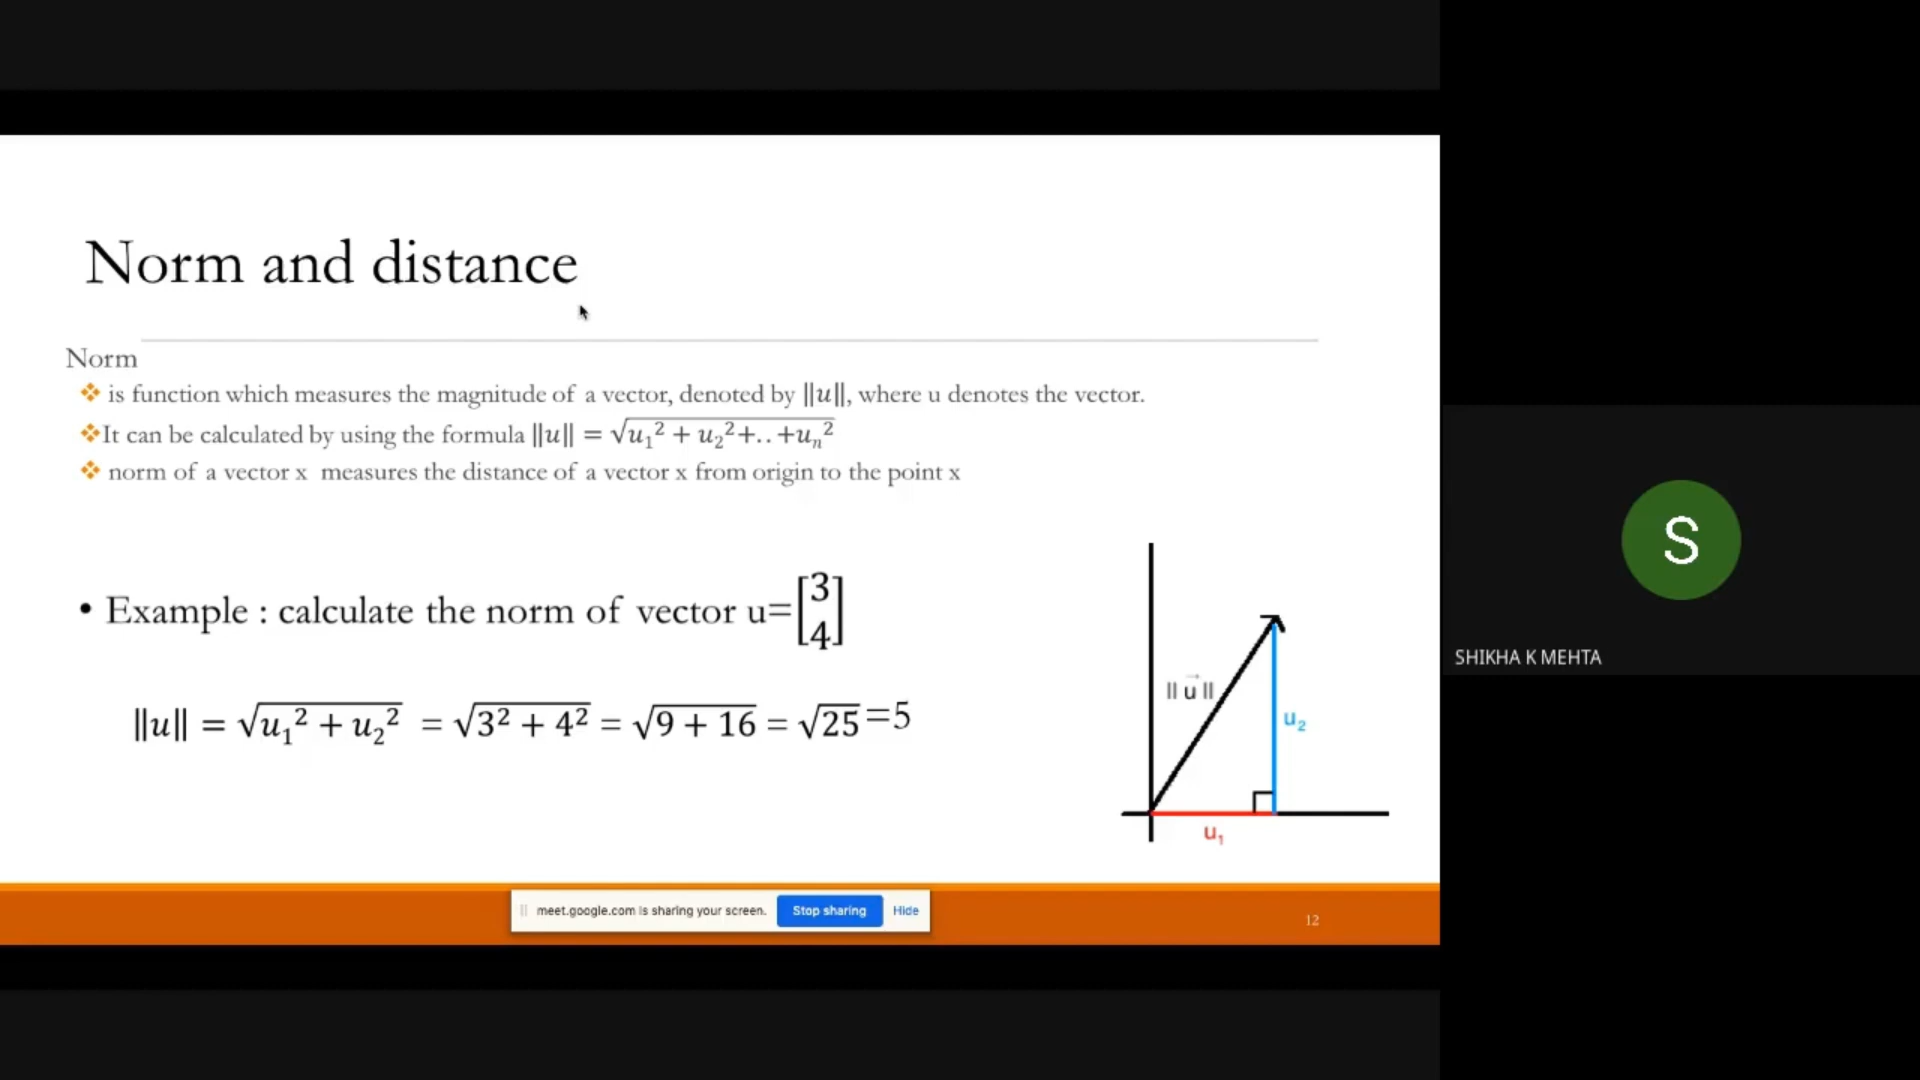 Norm and distance
Norm
❖ is function which measures the magnitude of a vector, denoted by ‖u‖, where u denotes the vector.
❖It can be calculated by using the formula ‖u‖ = √(u₁² + u₂²+..+uₙ²)
❖ norm of a vector x measures the distance of a vector x from origin to the point x
• Example : calculate the norm of vector u=[3 4]
‖u‖ = √(u₁² + u₂²) = √(3² + 4²) = √(9 + 16) = √25=5
|| u⃗ ||
u₂
u₁
meet.google.com is sharing your screen. Stop sharing Hide
12
S
SHIKHA K MEHTA